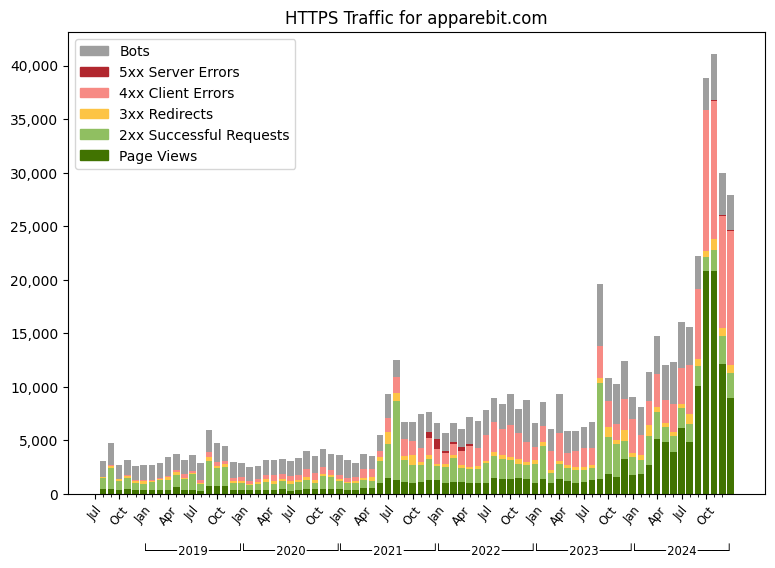 HTTPS Traffic for apparebit.com
Bots
5xx Server Errors
4xx Client Errors
3xx Redirects
2xx Successful Requests
Page Views
40,000
35,000
30,000
25,000
20,000
15,000
10,000
5,000
0
Jul Oct Jan Apr Jul Oct Jan Apr Jul Oct Jan Apr Jul Oct Jan Apr Jul Oct Jan Apr Jul Oct Jan Apr Jul Oct
2019 2020 2021 2022 2023 2024